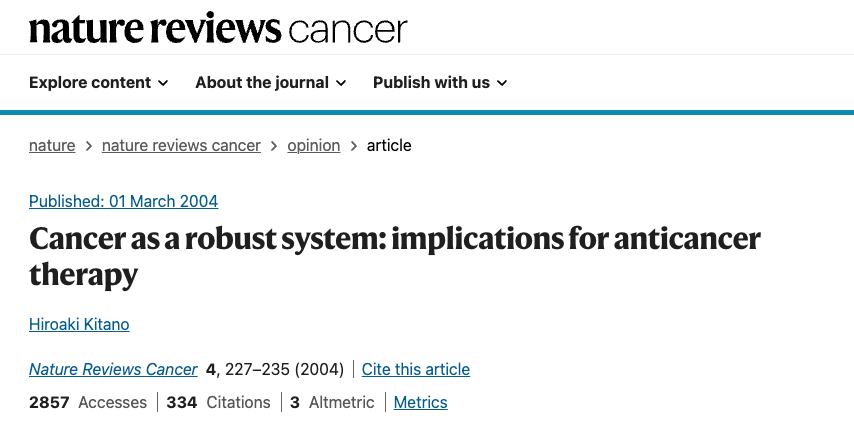 nature reviews cancer
Explore content About the journal Publish with us
nature > nature reviews cancer > opinion > article
Published: 01 March 2004
Cancer as a robust system: implications for anticancer
therapy
Hiroaki Kitano
Nature Reviews Cancer 4, 227–235 (2004) | Cite this article
2857 Accesses | 334 Citations | 3 Altmetric | Metrics